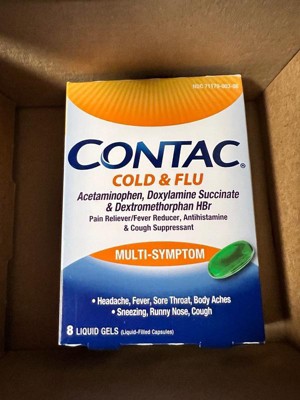 CONTAC®
COLD & FLU
Acetaminophen, Doxylamine Succinate
& Dextromethorphan HBr
Pain Reliever/Fever Reducer, Antihistamine
& Cough Suppressant
MULTI-SYMPTOM
• Headache, Fever, Sore Throat, Body Aches
• Sneezing, Runny Nose, Cough
8 LIQUID GELS (Liquid-Filled Capsules)